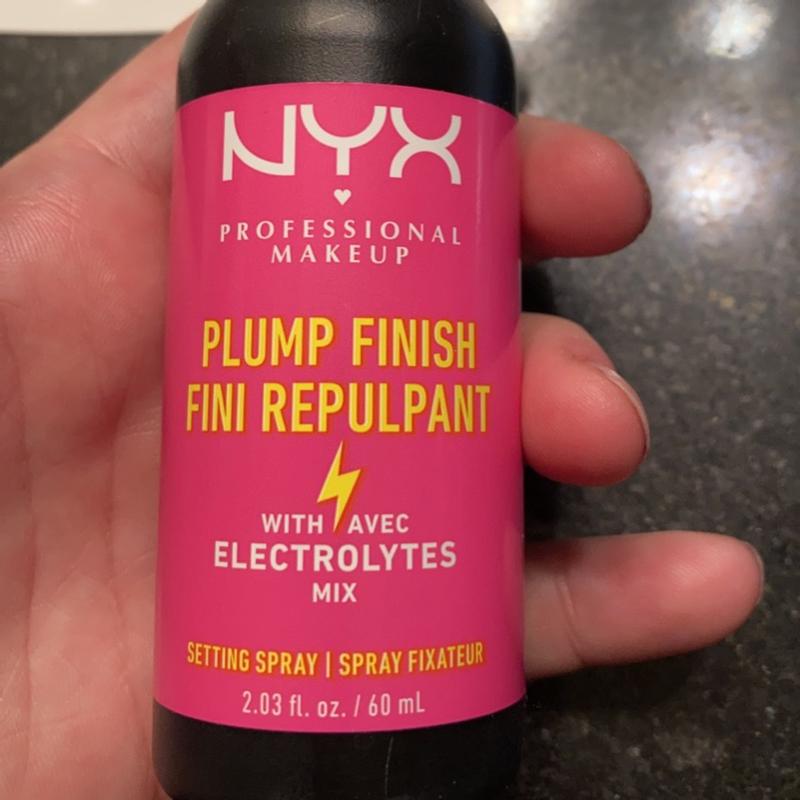 NYX
PROFESSIONAL
MAKEUP
PLUMP FINISH
FINI REPULPANT
WITH AVEC
ELECTROLYTES
MIX
SETTING SPRAY | SPRAY FIXATEUR
2.03 fl. oz. / 60 mL